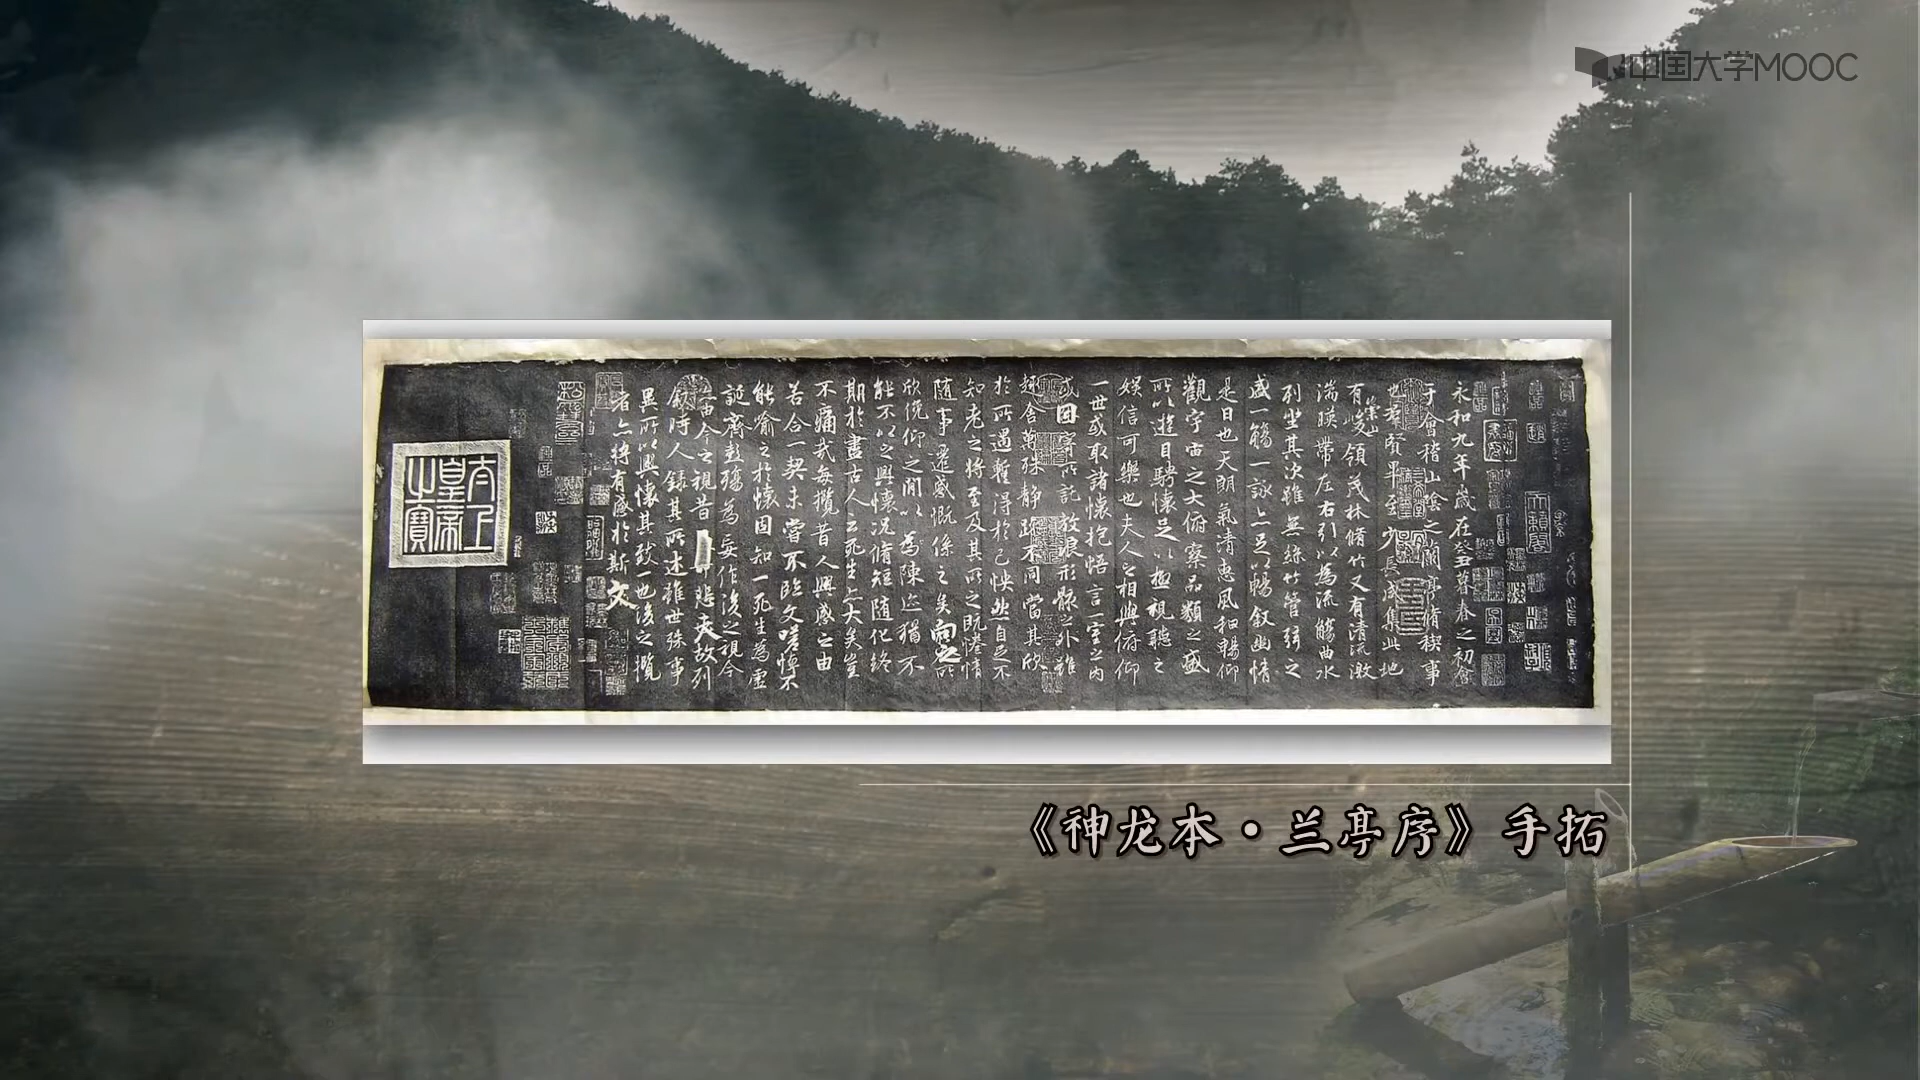 中国大学MOOC
永和九年歲在癸丑暮春之初會
于會稽山陰之蘭亭脩稧事
也羣賢畢至少長咸集此地
有崇山峻領茂林脩竹又有清流激
湍暎帶左右引以為流觴曲水
列坐其次雖無絲竹管弦之
盛一觴一詠亦足以暢敘幽情
是日也天朗氣清惠風和暢仰
觀宇宙之大俯察品類之盛
所以遊目騁懷足以極視聽之
娛信可樂也夫人之相與俯仰
一世或取諸懷抱悟言一室之內
或因寄所託放浪形骸之外雖
趣舍萬殊靜躁不同當其欣
於所遇暫得於己怏然自足不
知老之將至及其所之既惓情
隨事遷感慨係之矣向之所
欣俛仰之閒以為陳迹猶不
能不以之興懷況脩短隨化終
期於盡古人云死生亦大矣豈
不痛哉每攬昔人興感之由
若合一契未嘗不臨文嗟悼不
能喻之於懷固知一死生為虛
誕齊彭殤為妄作後之視今
亦由今之視昔悲夫故列
敘時人錄其所述雖世殊事
異所以興懷其致一也後之攬
者亦將有感於斯文
太上皇帝之寶
《神龙本·兰亭序》手拓